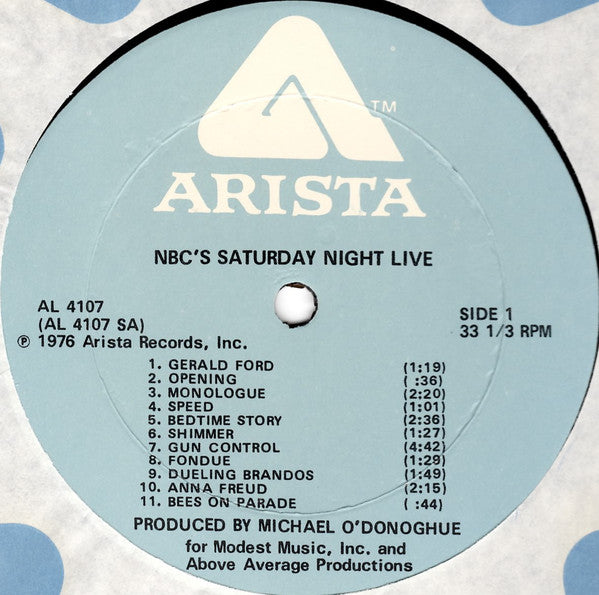 TM
ARISTA
NBC'S SATURDAY NIGHT LIVE
AL 4107
(AL 4107 SA)
℗ 1976 Arista Records, Inc.
SIDE 1
33 1/3 RPM
1. GERALD FORD (1:19)
2. OPENING ( :36)
3. MONOLOGUE (2:20)
4. SPEED (1:01)
5. BEDTIME STORY (2:36)
6. SHIMMER (1:27)
7. GUN CONTROL (4:42)
8. FONDUE (1:29)
9. DUELING BRANDOS (1:49)
10. ANNA FREUD (2:15)
11. BEES ON PARADE ( :44)
PRODUCED BY MICHAEL O'DONOGHUE
for Modest Music, Inc. and
Above Average Productions